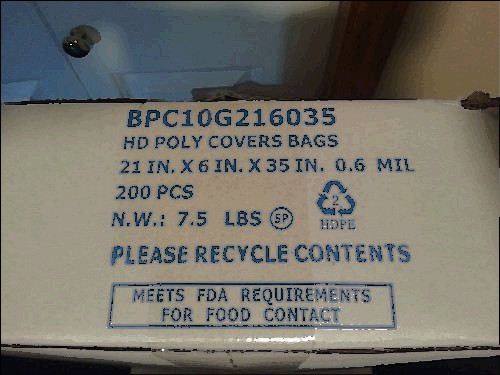 BPC10G216035
HD POLY COVERS BAGS
21 IN. X 6 IN. X 35 IN. 0.6 MIL
200 PCS
N.W.: 7.5 LBS SP
2
HDPE
PLEASE RECYCLE CONTENTS
MEETS FDA REQUIREMENTS
FOR FOOD CONTACT